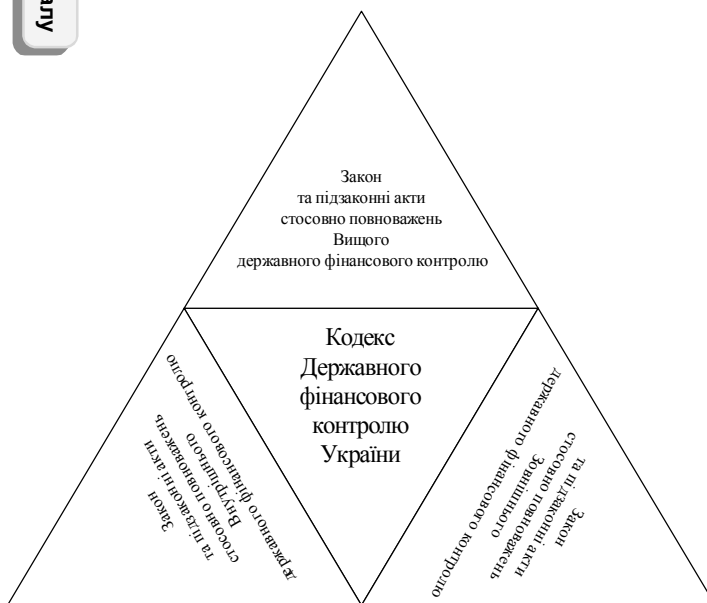 алу
Закон
та підзаконні акти
стосовно повноважень
Вищого
державного фінансового контролю
Кодекс
Державного
фінансового
контролю
України
Закон
та підзаконні акти
стосовно повноважень
Внутрішнього
державного фінансового контролю
Закон
та підзаконні акти
стосовно повноважень
Зовнішнього
державного фінансового контролю